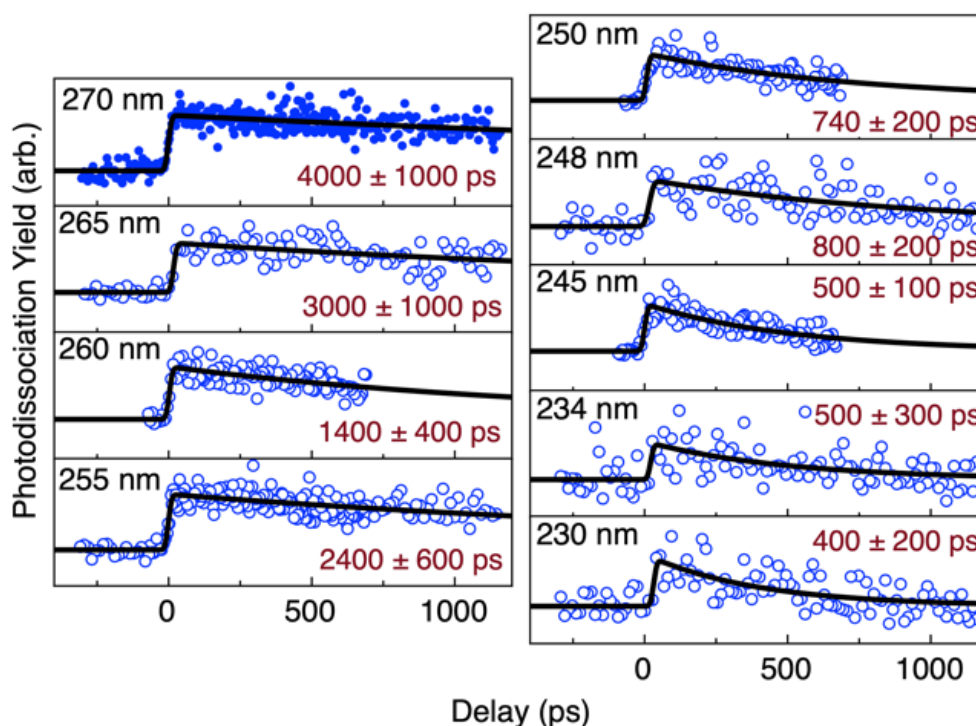 Photodissociation Yield (arb.)
270 nm
4000 ± 1000 ps
265 nm
3000 ± 1000 ps
260 nm
1400 ± 400 ps
255 nm
2400 ± 600 ps
0 500 1000
250 nm
740 ± 200 ps
248 nm
800 ± 200 ps
245 nm
500 ± 100 ps
234 nm
500 ± 300 ps
230 nm
400 ± 200 ps
0 500 1000
Delay (ps)